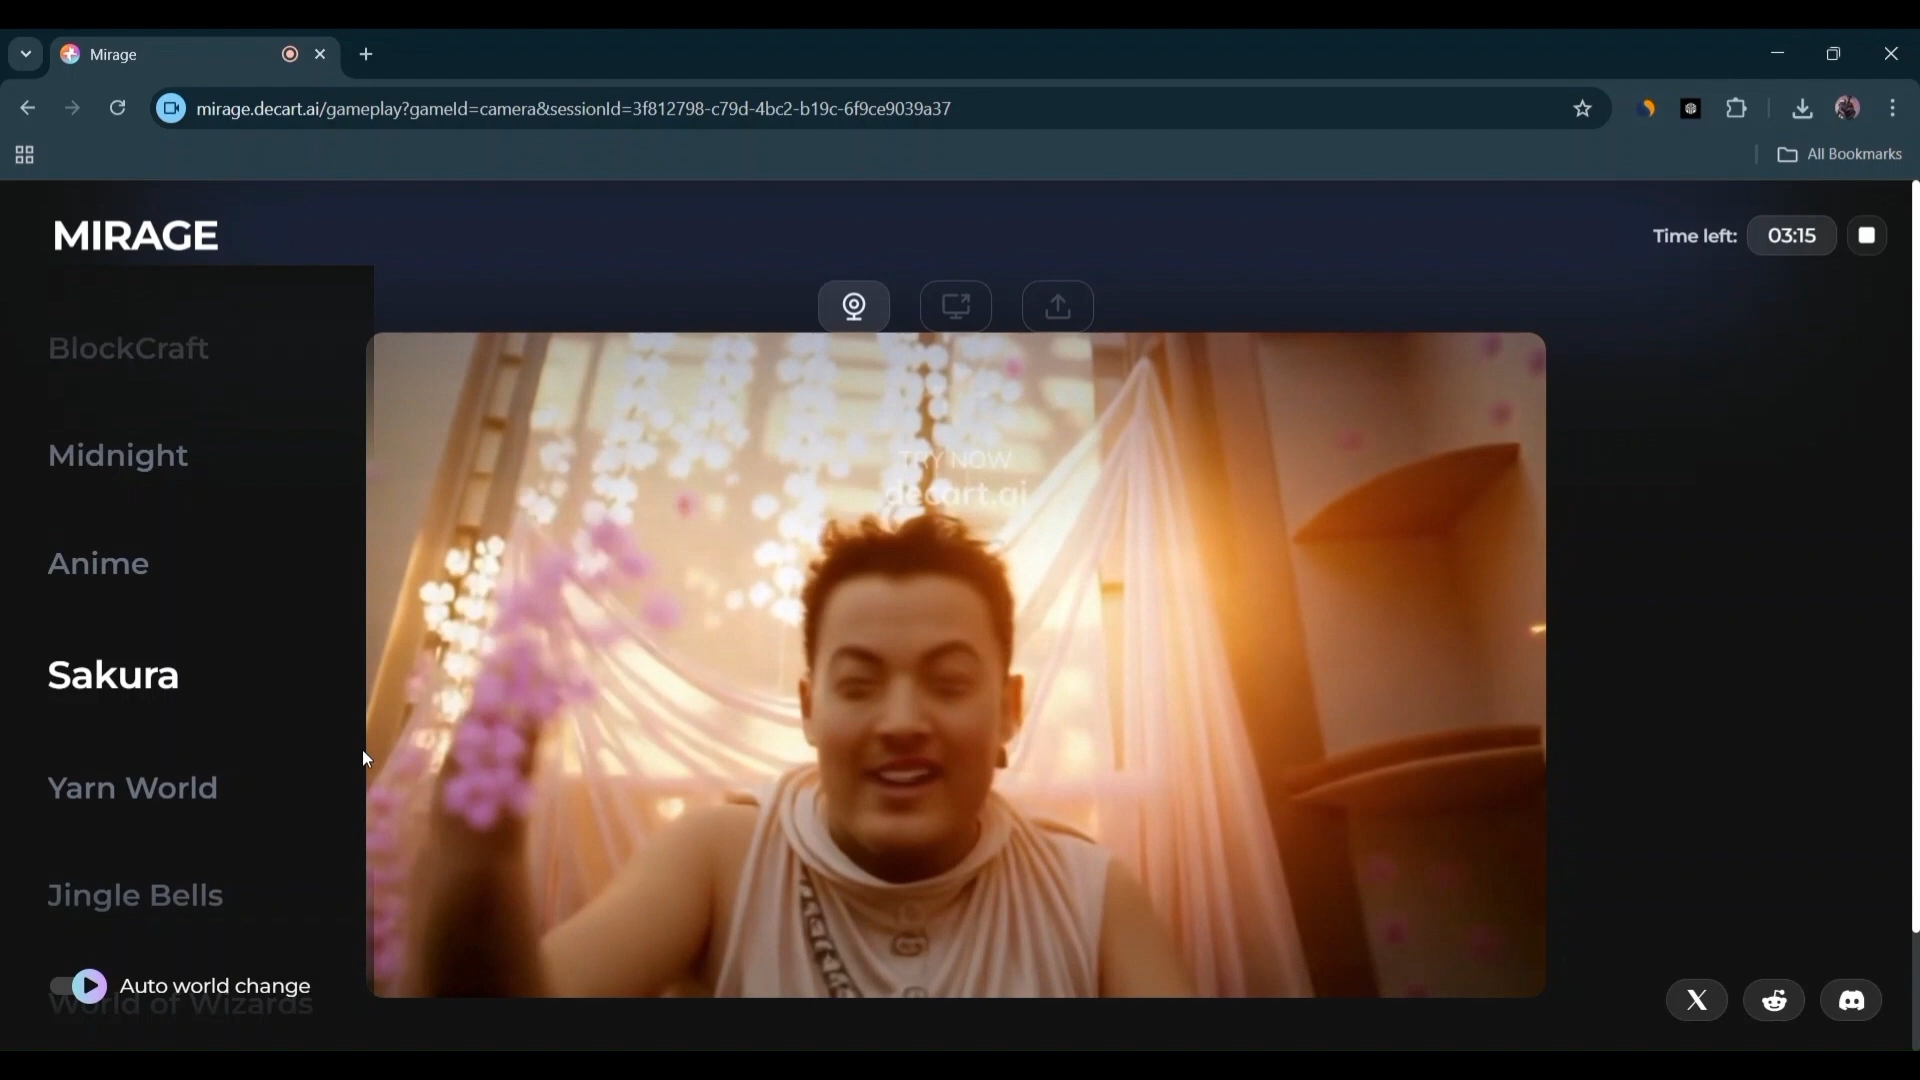 Mirage
mirage.decart.ai/gameplay?gameId=camera&sessionId=3f812798-c79d-4bc2-b19c-6f9ce9039a37
All Bookmarks
MIRAGE
Time left: 03:15
BlockCraft
Midnight
Anime
Sakura
Yarn World
Jingle Bells
Auto world change
World of Wizards
TRY NOW
decart.ai